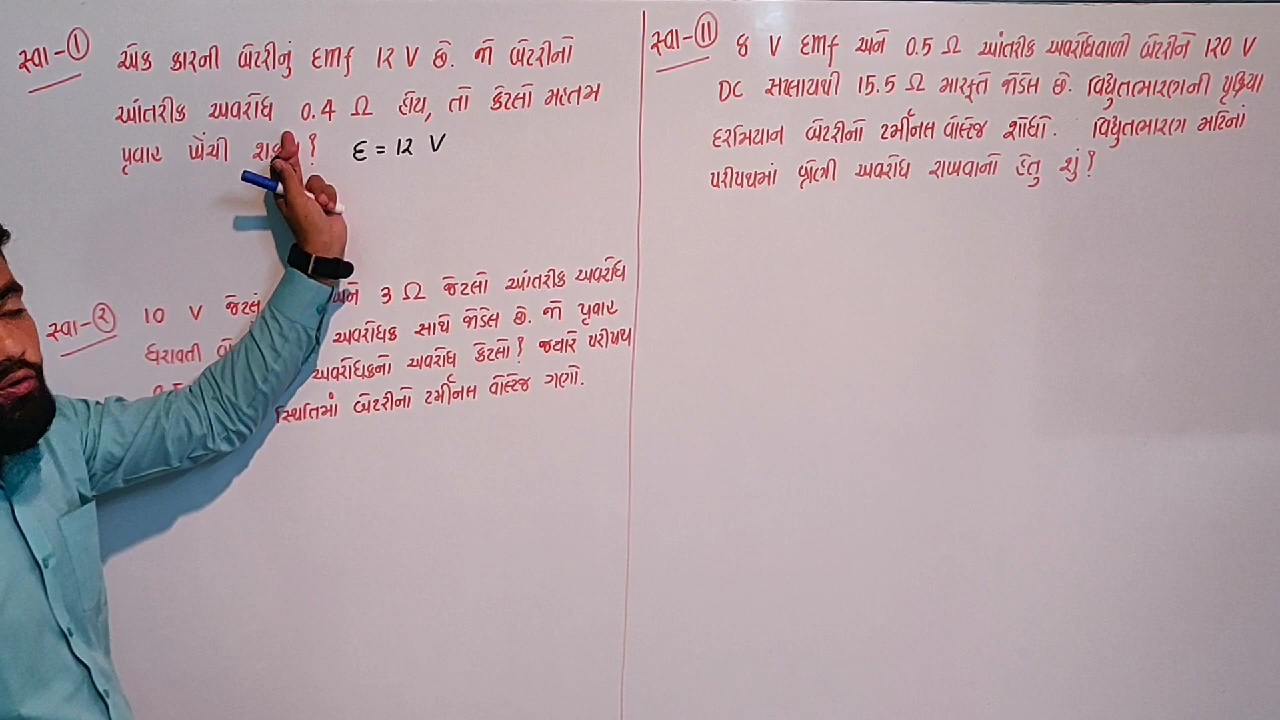 સ્વા-①
એક કારની બેટરીનું emf 12 V છે. જો બેટરીનો
આંતરીક અવરોધ 0.4 Ω હોય, તો કેટલો મહત્તમ
પ્રવાહ ખેંચી ?
ε = 12 V
સ્વા-②
10 V જેટલું અને 3 Ω જેટલો આંતરીક અવરોધ
ધરાવતી અવરોધક સાથે જોડેલ છે. જો પ્રવાહ
અવરોધકનો અવરોધ કેટલો? જ્યારે પરીપથ
સ્થિતિમાં બેટરીનો ટર્મીનલ વોલ્ટેજ ગણો.
સ્વા-⑪
8 V emf અને 0.5 Ω આંતરીક અવરોધવાળી બેટરીને 120 V
DC સપ્લાયથી 15.5 Ω મારફતે જોડેલ છે. વિદ્યુતભારણની પ્રક્રિયા
દરમિયાન બેટરીનો ટર્મીનલ વોલ્ટેજ શોધો. વિદ્યુતભારણ માટેના
પરીપથમાં શ્રેણી અવરોધ રાખવાનો હેતુ શું?